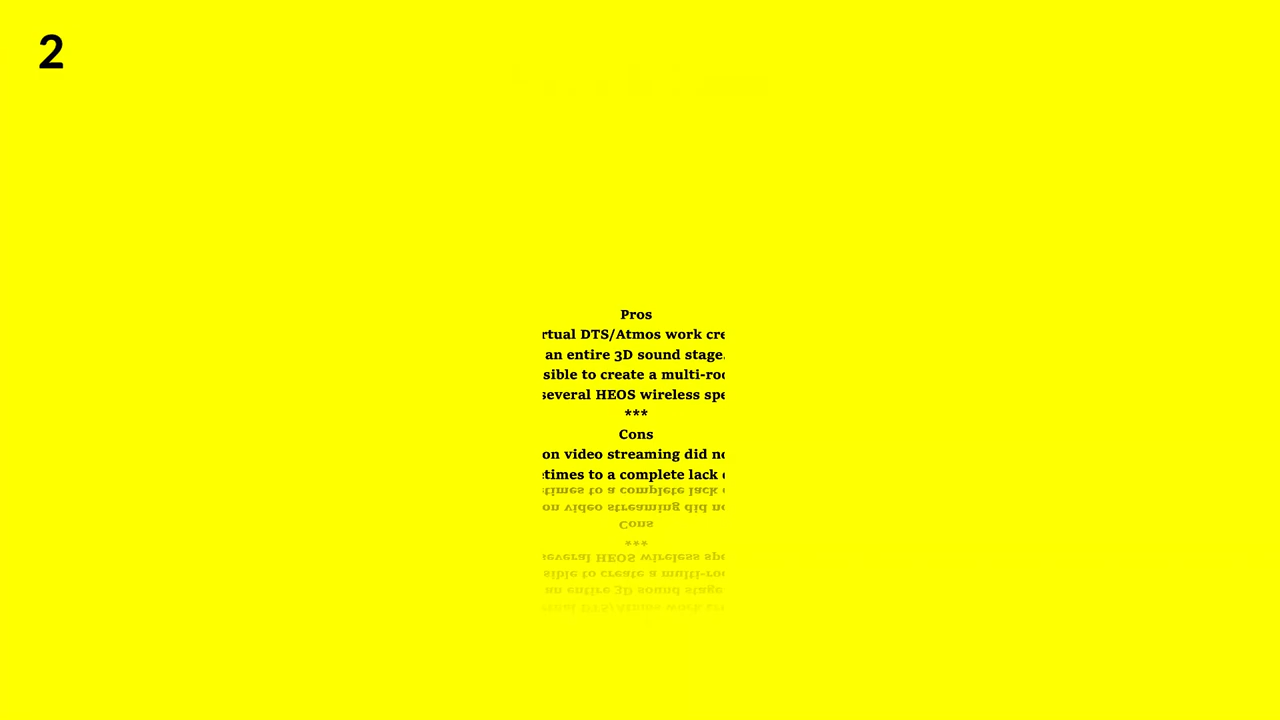 2
Pros
rtual DTS/Atmos work cre
an entire 3D sound stage.
sible to create a multi-roo
several HEOS wireless spe
***
Cons
on video streaming did no
times to a complete lack